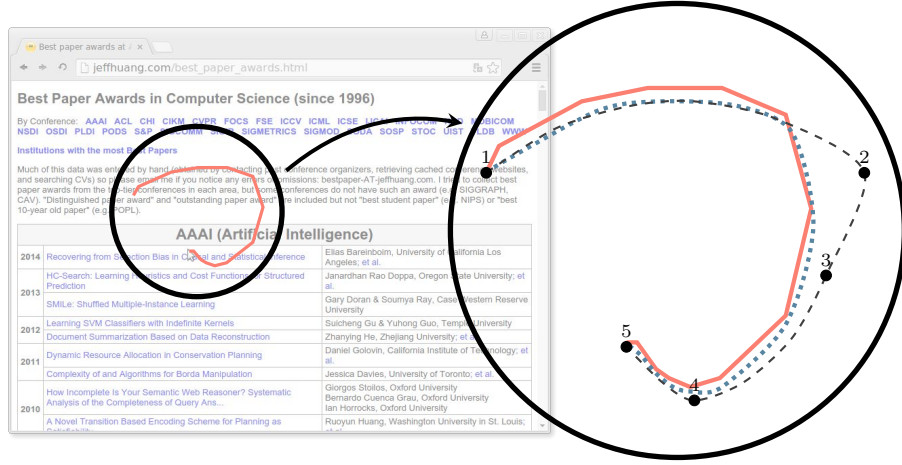 Best paper awards at /
jeffhuang.com/best_paper_awards.html
Best Paper Awards in Computer Science (since 1996)
By Conference: AAAI ACL CHI CIKM CVPR FOCS FSE ICCV ICML ICSE IJCAI INFOCOM MOBICOM
NSDI OSDI PLDI PODS S&P SIGCOMM SIGIR SIGMETRICS SIGMOD SODA SOSP STOC UIST VLDB WWW
Institutions with the most Best Papers
Much of this data was entered by hand (obtained by contacting past conference organizers, retrieving cached conference websites,
and searching CVs) so please email me if you notice any errors or omissions: bestpaper-AT-jeffhuang.com. I tried to collect best
paper awards from the top-tier conferences in each area, but some conferences do not have such an award (e.g. SIGGRAPH,
CAV). "Distinguished paper award" and "outstanding paper award" are included but not "best student paper" (e.g. NIPS) or "best
10-year old paper" (e.g. POPL).
AAAI (Artificial Intelligence)
2014 Recovering from Selection Bias in Causal and Statistical Inference Elias Bareinboim, University of California Los
Angeles; et al.
2013 HC-Search: Learning Heuristics and Cost Functions for Structured
Prediction Janardhan Rao Doppa, Oregon State University; et
al.
SMILe: Shuffled Multiple-Instance Learning Gary Doran & Soumya Ray, Case Western Reserve
University
2012 Learning SVM Classifiers with Indefinite Kernels Suicheng Gu & Yuhong Guo, Temple University
Document Summarization Based on Data Reconstruction Zhanying He, Zhejiang University; et al.
2011 Dynamic Resource Allocation in Conservation Planning Daniel Golovin, California Institute of Technology; et
al.
Complexity of and Algorithms for Borda Manipulation Jessica Davies, University of Toronto; et al.
2010 How Incomplete Is Your Semantic Web Reasoner? Systematic
Analysis of the Completeness of Query Ans... Giorgos Stoilos, Oxford University
Bernardo Cuenca Grau, Oxford University
Ian Horrocks, Oxford University
A Novel Transition Based Encoding Scheme for Planning as
Satisfiability Ruoyun Huang, Washington University in St. Louis;
et al.
1
2
3
4
5